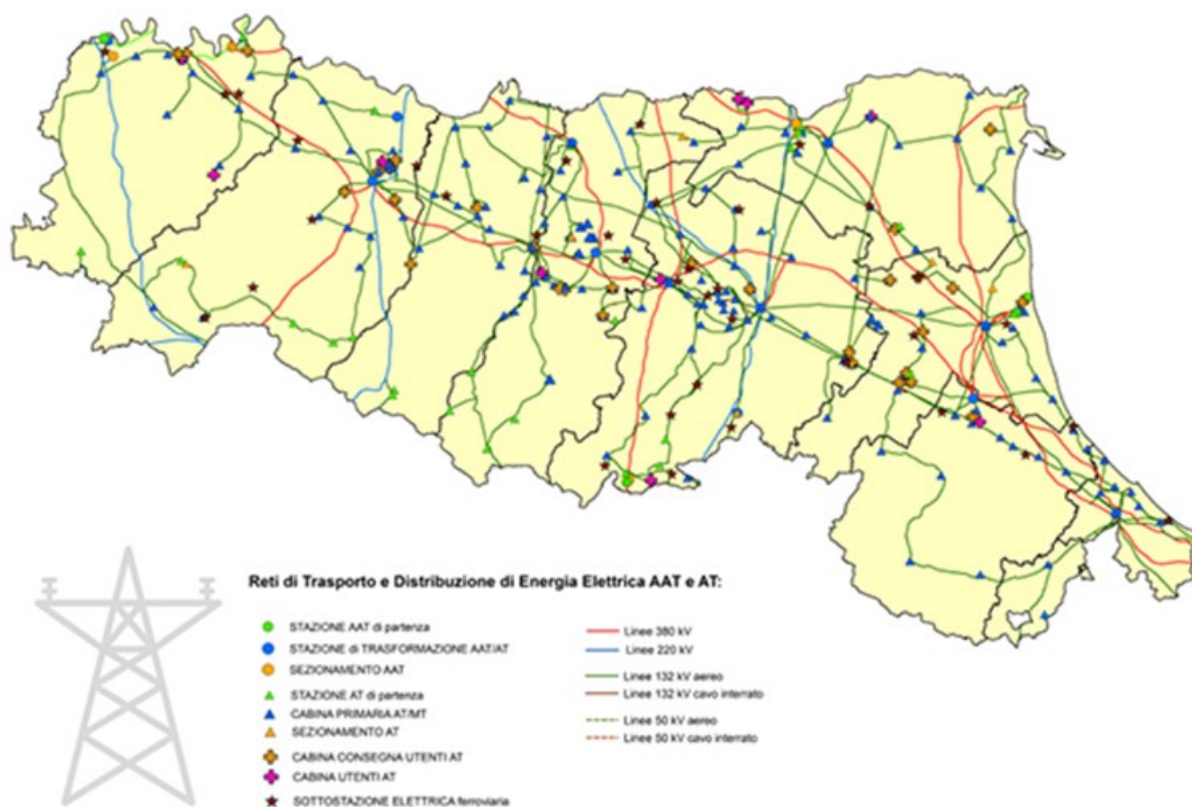 Reti di Trasporto e Distribuzione di Energia Elettrica AAT e AT:
STAZIONE AAT di partenza
STAZIONE di TRASFORMAZIONE AAT/AT
SEZIONAMENTO AAT
STAZIONE AT di partenza
CABINA PRIMARIA AT/MT
SEZIONAMENTO AT
CABINA CONSEGNA UTENTI AT
CABINA UTENTI AT
SOTTOSTAZIONE ELETTRICA ferroviaria
Linee 380 kV
Linee 220 kV
Linee 132 kV aereo
Linee 132 kV cavo interrato
Linee 50 kV aereo
Linee 50 kV cavo interrato